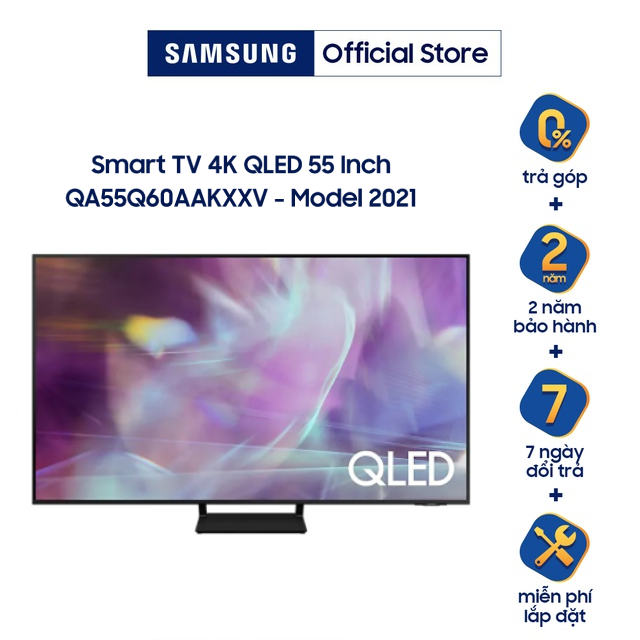 SAMSUNG Official Store
Smart TV 4K QLED 55 Inch
QA55Q60AAKXXV - Model 2021
QLED
0%
trả góp
+
2
năm
2 năm
bảo hành
+
7
7 ngày
đổi trả
+
miễn phí
lắp đặt